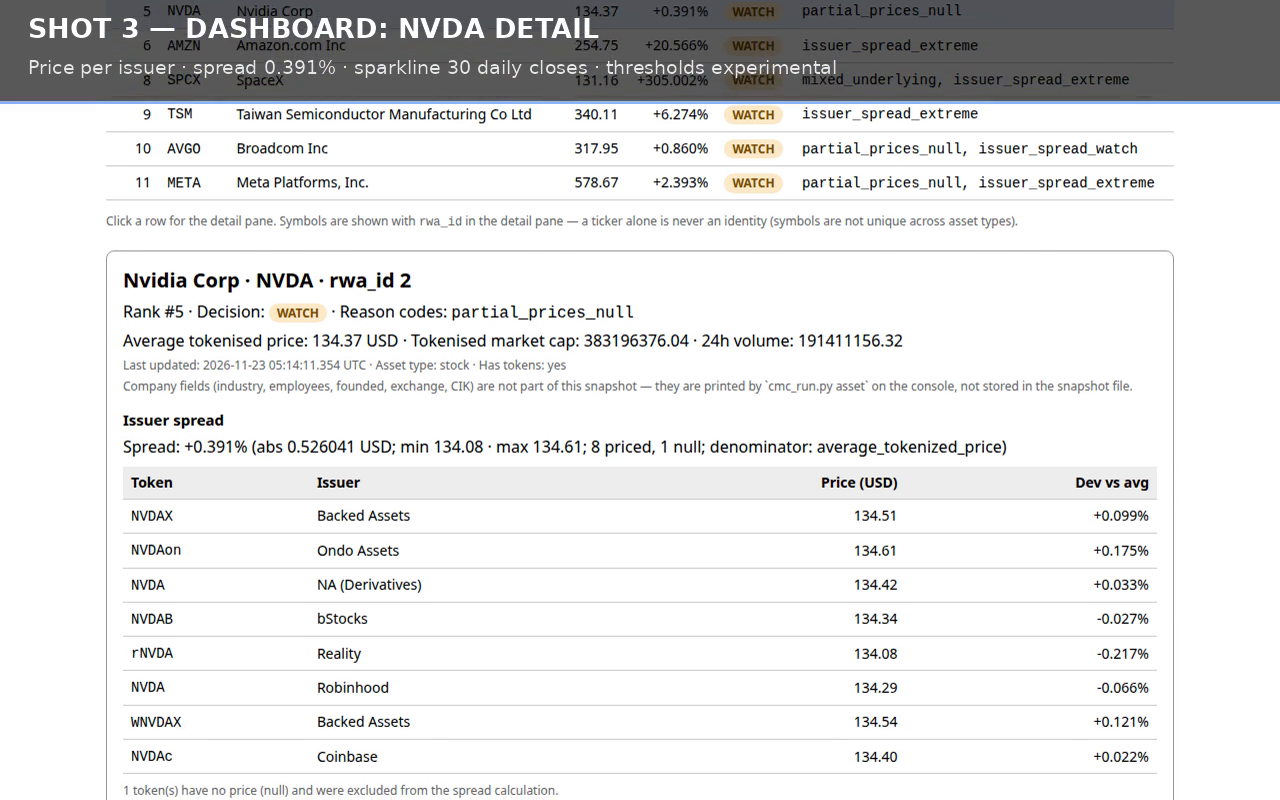 5 NVDA Nvidia Corp 134.37 +0.391% WATCH partial_prices_null
SHOT 3 — DASHBOARD: NVDA DETAIL
6 AMZN Amazon.com Inc 254.75 +20.566% WATCH issuer_spread_extreme
Price per issuer · spread 0.391% · sparkline 30 daily closes · thresholds experimental
8 SPCX SpaceX 131.16 +305.002% WATCH mixed_underlying, issuer_spread_extreme
9 TSM Taiwan Semiconductor Manufacturing Co Ltd 340.11 +6.274% WATCH issuer_spread_extreme
10 AVGO Broadcom Inc 317.95 +0.860% WATCH partial_prices_null, issuer_spread_watch
11 META Meta Platforms, Inc. 578.67 +2.393% WATCH partial_prices_null, issuer_spread_extreme
Click a row for the detail pane. Symbols are shown with rwa_id in the detail pane — a ticker alone is never an identity (symbols are not unique across asset types).
Nvidia Corp · NVDA · rwa_id 2
Rank #5 · Decision: WATCH · Reason codes: partial_prices_null
Average tokenised price: 134.37 USD · Tokenised market cap: 383196376.04 · 24h volume: 191411156.32
Last updated: 2026-11-23 05:14:11.354 UTC · Asset type: stock · Has tokens: yes
Company fields (industry, employees, founded, exchange, CIK) are not part of this snapshot — they are printed by `cmc_run.py asset` on the console, not stored in the snapshot file.
Issuer spread
Spread: +0.391% (abs 0.526041 USD; min 134.08 · max 134.61; 8 priced, 1 null; denominator: average_tokenized_price)
Token Issuer Price (USD) Dev vs avg
NVDAX Backed Assets 134.51 +0.099%
NVDAon Ondo Assets 134.61 +0.175%
NVDA NA (Derivatives) 134.42 +0.033%
NVDAB bStocks 134.34 -0.027%
rNVDA Reality 134.08 -0.217%
NVDA Robinhood 134.29 -0.066%
WNVDAX Backed Assets 134.54 +0.121%
NVDAc Coinbase 134.40 +0.022%
1 token(s) have no price (null) and were excluded from the spread calculation.